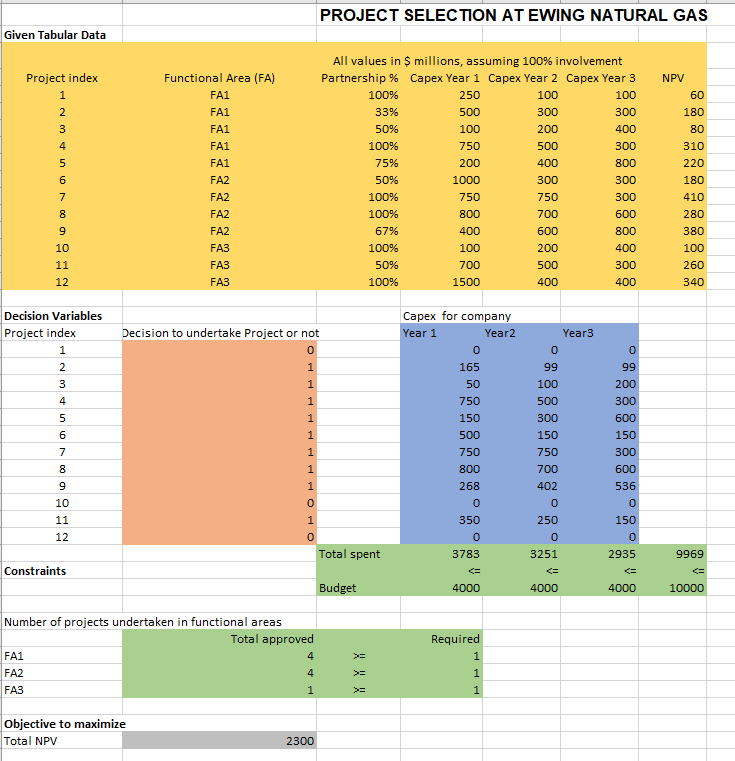 PROJECT SELECTION AT EWING NATURAL GAS
Given Tabular Data
All values in $ millions, assuming 100% involvement
Project index Functional Area (FA) Partnership % Capex Year 1 Capex Year 2 Capex Year 3 NPV
1 FA1 100% 250 100 100 60
2 FA1 33% 500 300 300 180
3 FA1 50% 100 200 400 80
4 FA1 100% 750 500 300 310
5 FA1 75% 200 400 800 220
6 FA2 50% 1000 300 300 180
7 FA2 100% 750 750 300 410
8 FA2 100% 800 700 600 280
9 FA2 67% 400 600 800 380
10 FA3 100% 100 200 400 100
11 FA3 50% 700 500 300 260
12 FA3 100% 1500 400 400 340
Decision Variables Capex for company
Project index Decision to undertake Project or not Year 1 Year2 Year3
1 0 0 0 0
2 1 165 99 99
3 1 50 100 200
4 1 750 500 300
5 1 150 300 600
6 1 500 150 150
7 1 750 750 300
8 1 800 700 600
9 1 268 402 536
10 0 0 0 0
11 1 350 250 150
12 0 0 0 0
Total spent 3783 3251 2935 9969
Constraints <= <= <= <=
Budget 4000 4000 4000 10000
Number of projects undertaken in functional areas
Total approved Required
FA1 4 >= 1
FA2 4 >= 1
FA3 1 >= 1
Objective to maximize
Total NPV 2300